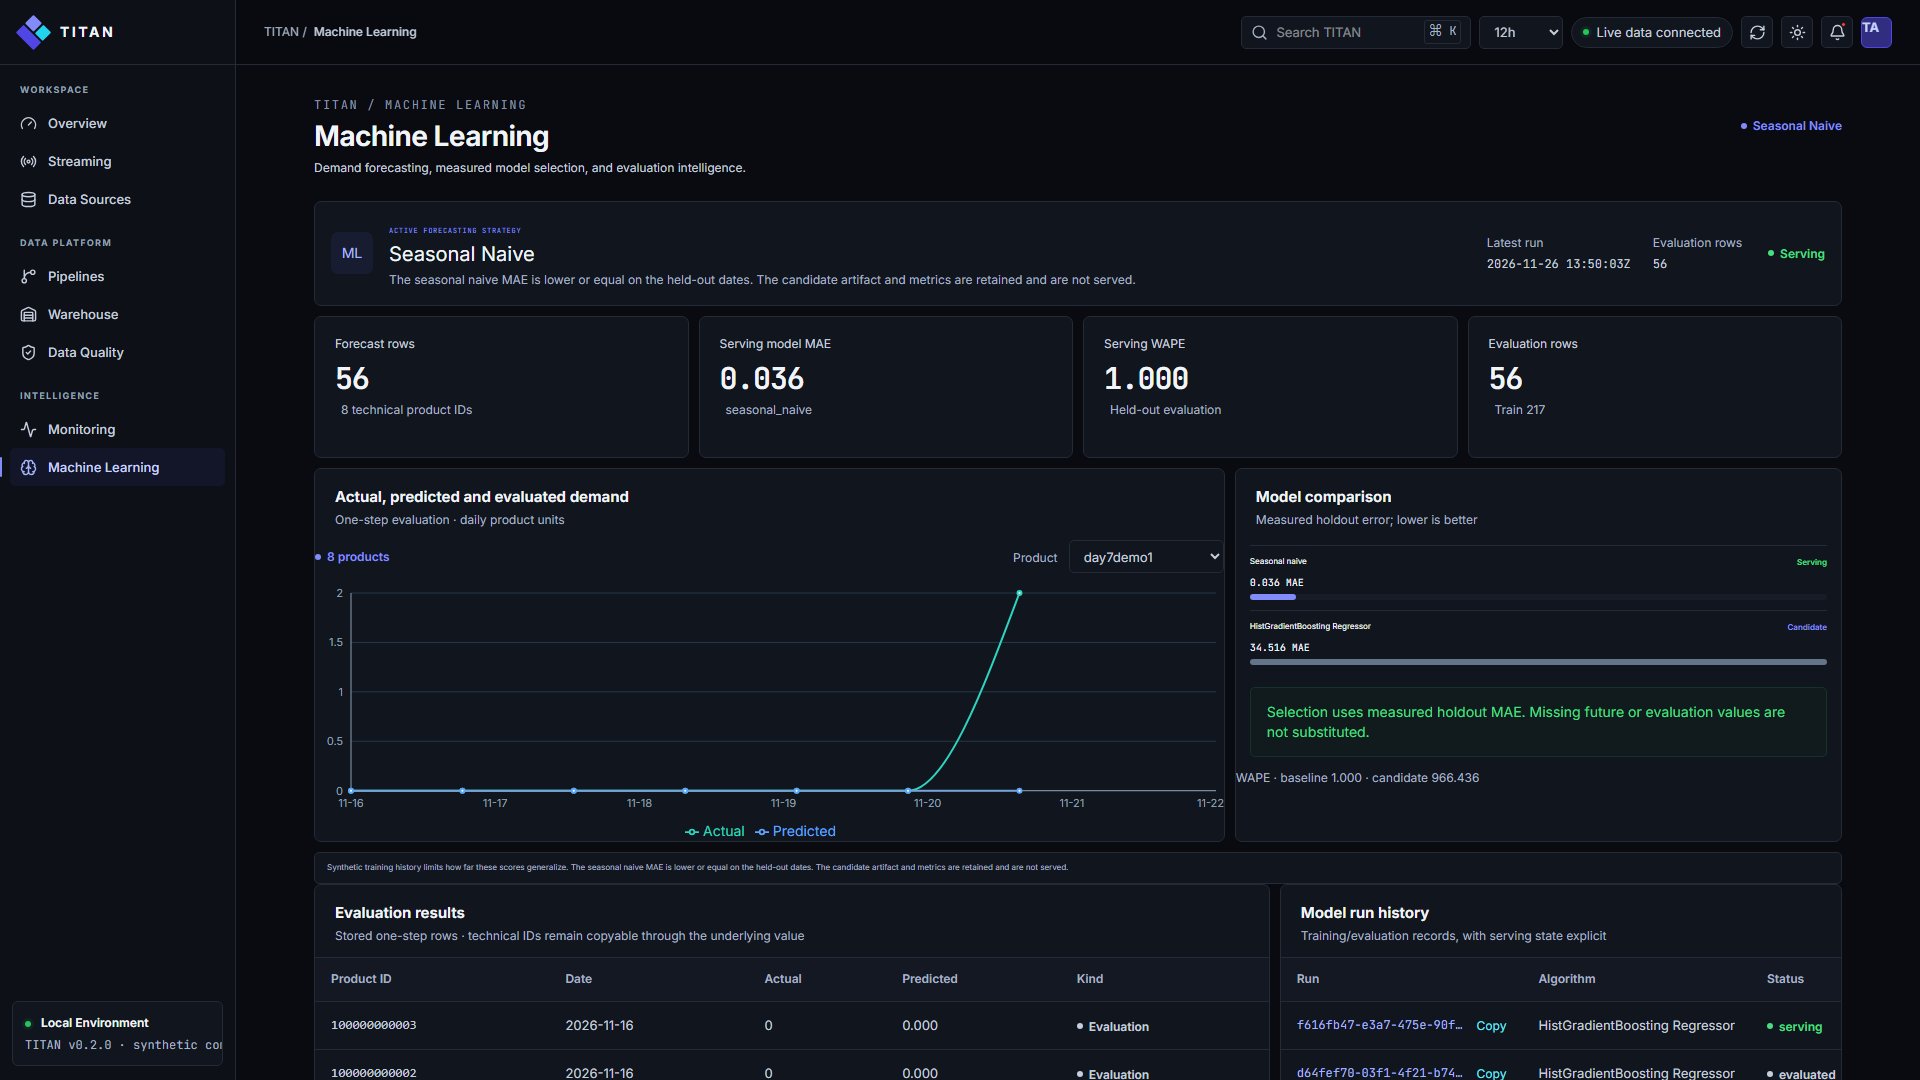 TITAN
TITAN / Machine Learning
Search TITAN
⌘ K
12h
Live data connected
TA
WORKSPACE
Overview
Streaming
Data Sources
DATA PLATFORM
Pipelines
Warehouse
Data Quality
INTELLIGENCE
Monitoring
Machine Learning
Local Environment
TITAN v0.2.0 · synthetic co
TITAN / MACHINE LEARNING
Machine Learning
Demand forecasting, measured model selection, and evaluation intelligence.
Seasonal Naive
ML
ACTIVE FORECASTING STRATEGY
Seasonal Naive
The seasonal naive MAE is lower or equal on the held-out dates. The candidate artifact and metrics are retained and are not served.
Latest run
2026-11-26 13:50:03Z
Evaluation rows
56
Serving
Forecast rows
56
8 technical product IDs
Serving model MAE
0.036
seasonal_naive
Serving WAPE
1.000
Held-out evaluation
Evaluation rows
56
Train 217
Actual, predicted and evaluated demand
One-step evaluation · daily product units
8 products
Product
day7demo1
2
1.5
1
0.5
0
11-16 11-17 11-18 11-19 11-20 11-21 11-22
Actual Predicted
Model comparison
Measured holdout error; lower is better
Seasonal naive Serving
0.036 MAE
HistGradientBoosting Regressor Candidate
34.516 MAE
Selection uses measured holdout MAE. Missing future or evaluation values are
not substituted.
WAPE · baseline 1.000 · candidate 966.436
Synthetic training history limits how far these scores generalize. The seasonal naive MAE is lower or equal on the held-out dates. The candidate artifact and metrics are retained and are not served.
Evaluation results
Stored one-step rows · technical IDs remain copyable through the underlying value
Product ID Date Actual Predicted Kind
100000000003 2026-11-16 0 0.000 Evaluation
100000000002 2026-11-16 0 0.000 Evaluation
Model run history
Training/evaluation records, with serving state explicit
Run Algorithm Status
f616fb47-e3a7-475e-90f… Copy HistGradientBoosting Regressor serving
d64fef70-03f1-4f21-b74… Copy HistGradientBoosting Regressor evaluated